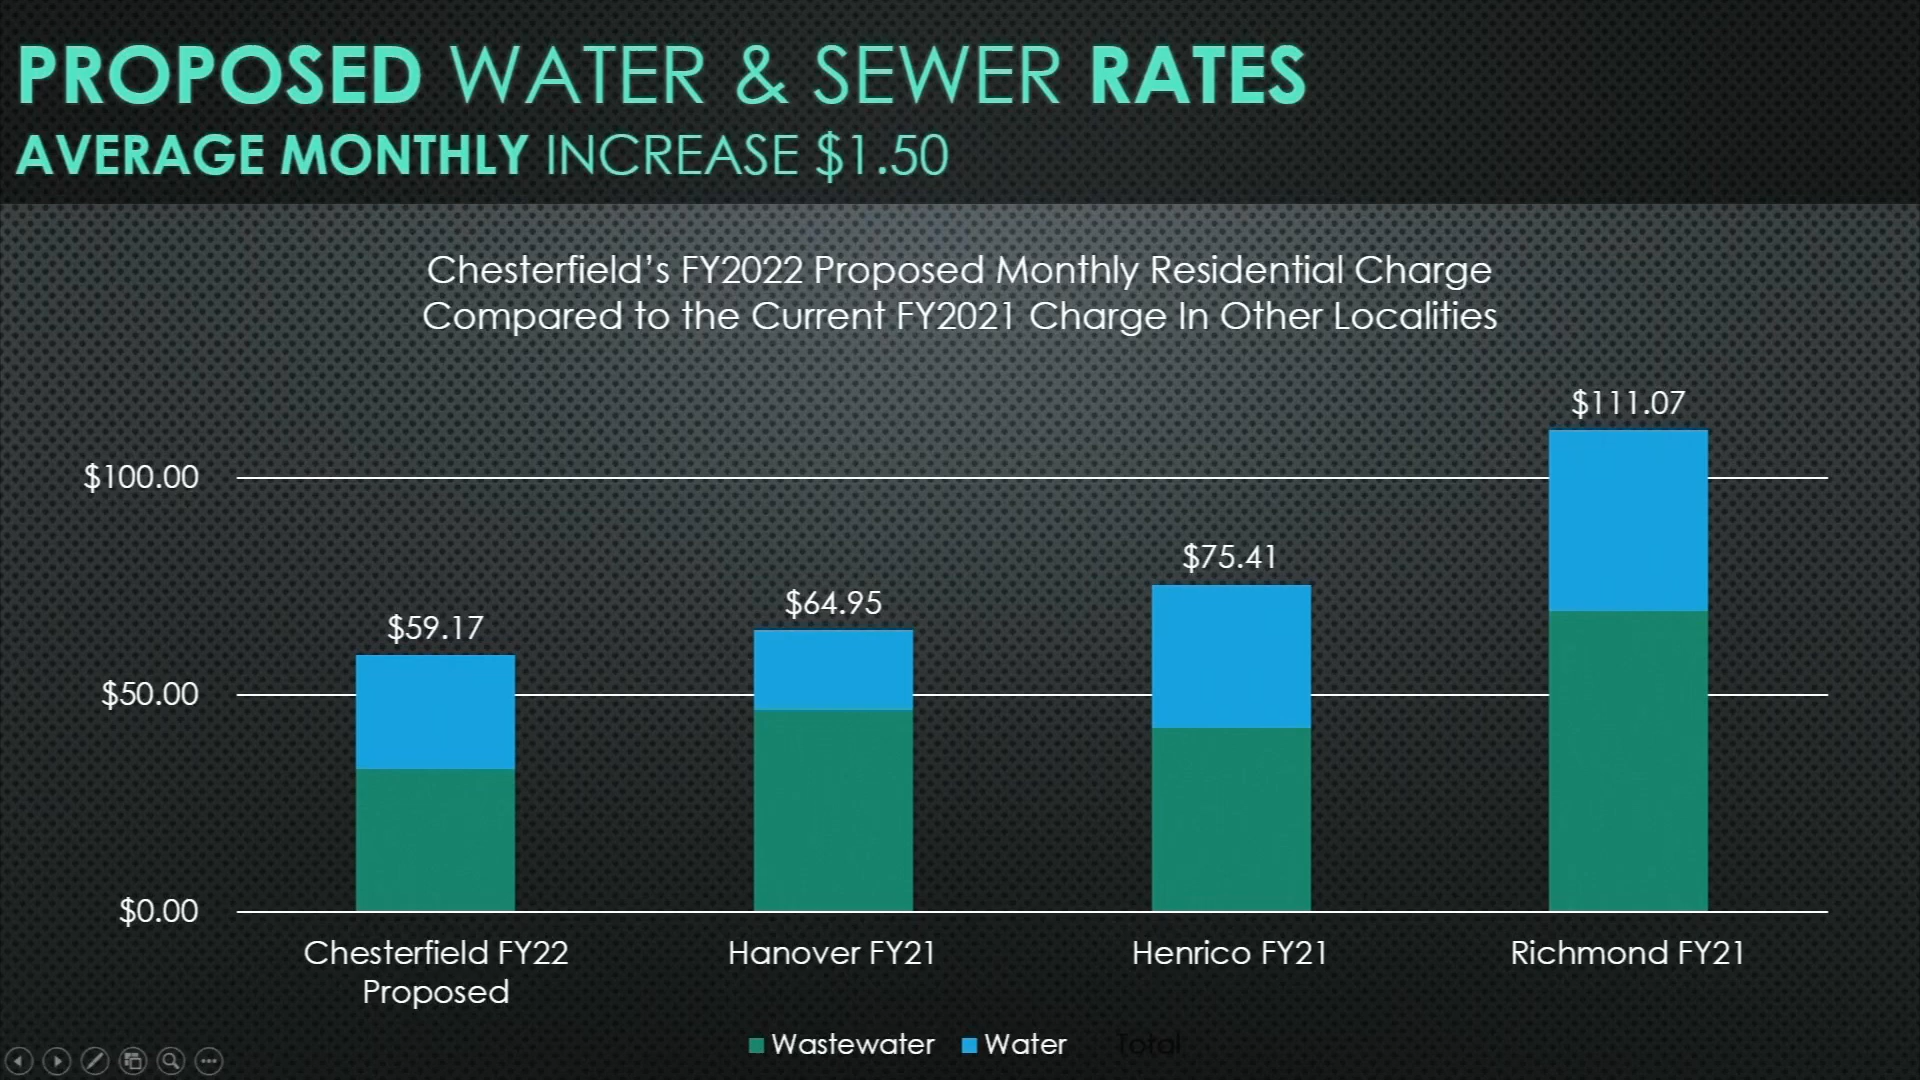 PROPOSED WATER & SEWER RATES
AVERAGE MONTHLY INCREASE $1.50
Chesterfield’s FY2022 Proposed Monthly Residential Charge
Compared to the Current FY2021 Charge In Other Localities
$111.07
$100.00
$75.41
$64.95
$59.17
$50.00
$0.00
Chesterfield FY22
Proposed
Hanover FY21
Henrico FY21
Richmond FY21
Wastewater
Water
Total